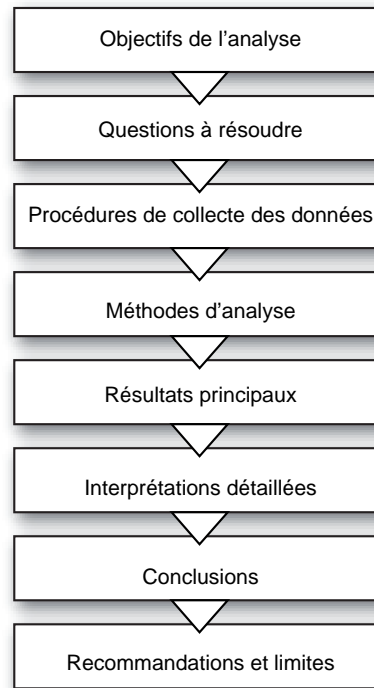 Objectifs de l'analyse
Questions à résoudre
Procédures de collecte des données
Méthodes d'analyse
Résultats principaux
Interprétations détaillées
Conclusions
Recommandations et limites